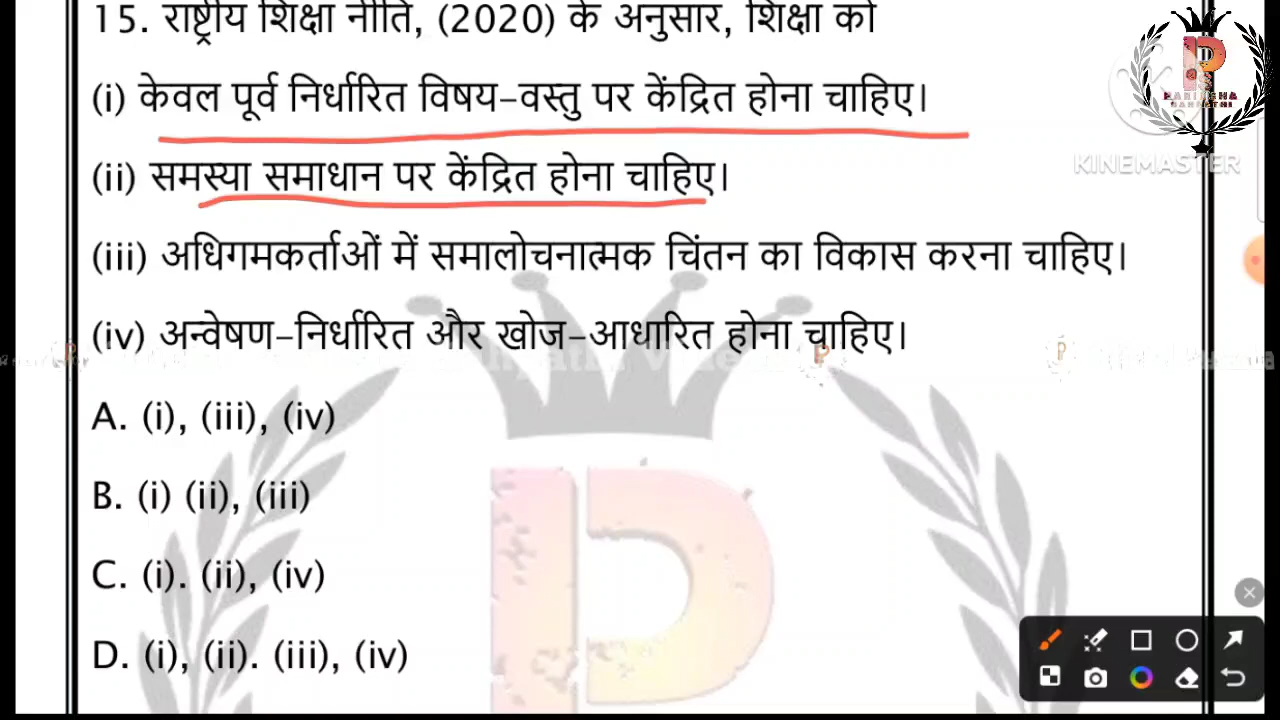 15. राष्ट्रीय शिक्षा नीति, (2020) के अनुसार, शिक्षा को
(i) केवल पूर्व निर्धारित विषय-वस्तु पर केंद्रित होना चाहिए।
(ii) समस्या समाधान पर केंद्रित होना चाहिए।
(iii) अधिगमकर्ताओं में समालोचनात्मक चिंतन का विकास करना चाहिए।
(iv) अन्वेषण-निर्धारित और खोज-आधारित होना चाहिए।
A. (i), (iii), (iv)
B. (i) (ii), (iii)
C. (i). (ii), (iv)
D. (i), (ii). (iii), (iv)
KINEMASTER